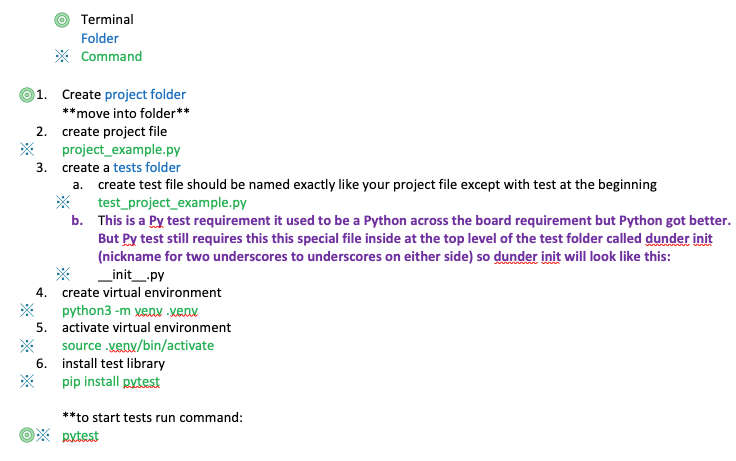 Terminal
Folder
※ Command
1. Create project folder
**move into folder**
2. create project file
※ project_example.py
3. create a tests folder
a. create test file should be named exactly like your project file except with test at the beginning
※ test_project_example.py
b. This is a Py test requirement it used to be a Python across the board requirement but Python got better.
But Py test still requires this this special file inside at the top level of the test folder called dunder init
(nickname for two underscores to underscores on either side) so dunder init will look like this:
※ __init__.py
4. create virtual environment
※ python3 -m venv .venv
5. activate virtual environment
※ source .venv/bin/activate
6. install test library
※ pip install pytest
**to start tests run command:
※ pytest